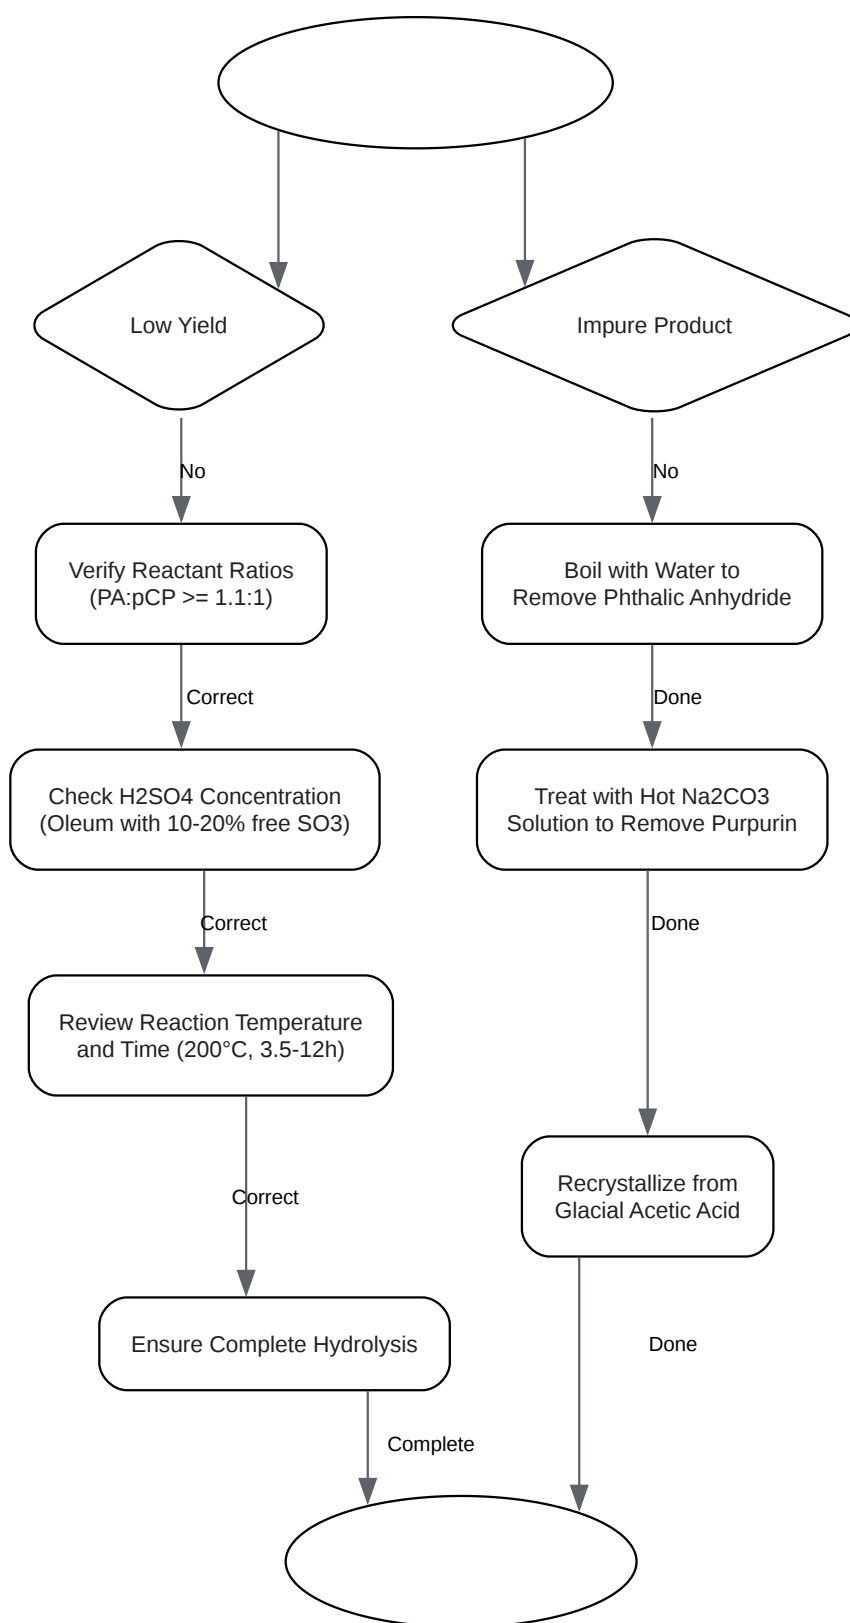 Low Yield
Impure Product
No
No
Verify Reactant Ratios
(PA:pCP >= 1.1:1)
Boil with Water to
Remove Phthalic Anhydride
Correct
Done
Check H2SO4 Concentration
(Oleum with 10-20% free SO3)
Treat with Hot Na2CO3
Solution to Remove Purpurin
Correct
Done
Review Reaction Temperature
and Time (200°C, 3.5-12h)
Correct
Recrystallize from
Glacial Acetic Acid
Ensure Complete Hydrolysis
Done
Complete